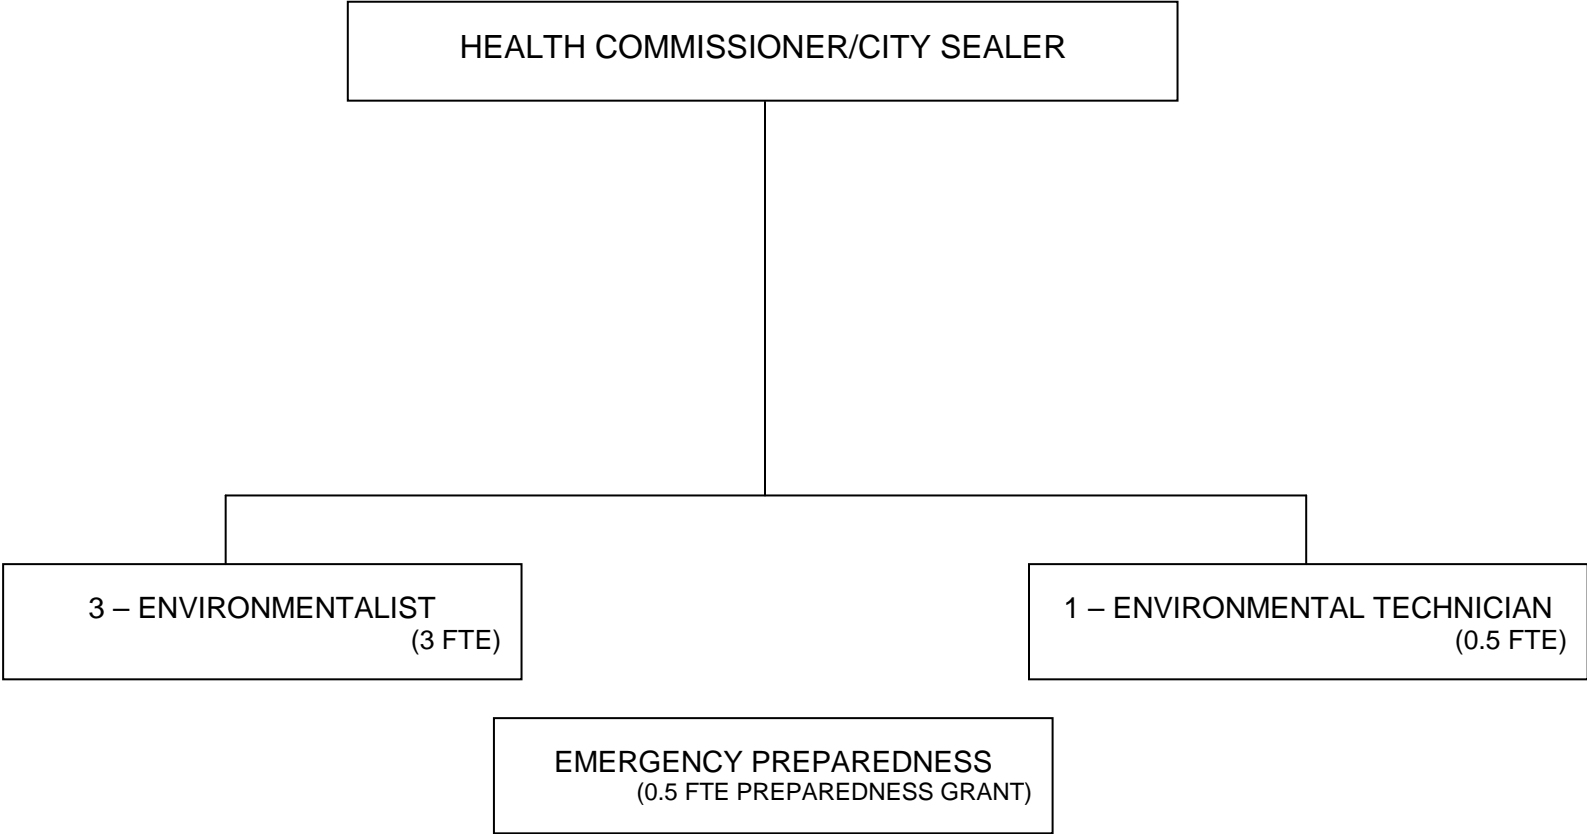 HEALTH COMMISSIONER/CITY SEALER
3 – ENVIRONMENTALIST
(3 FTE)
1 – ENVIRONMENTAL TECHNICIAN
(0.5 FTE)
EMERGENCY PREPAREDNESS
(0.5 FTE PREPAREDNESS GRANT)